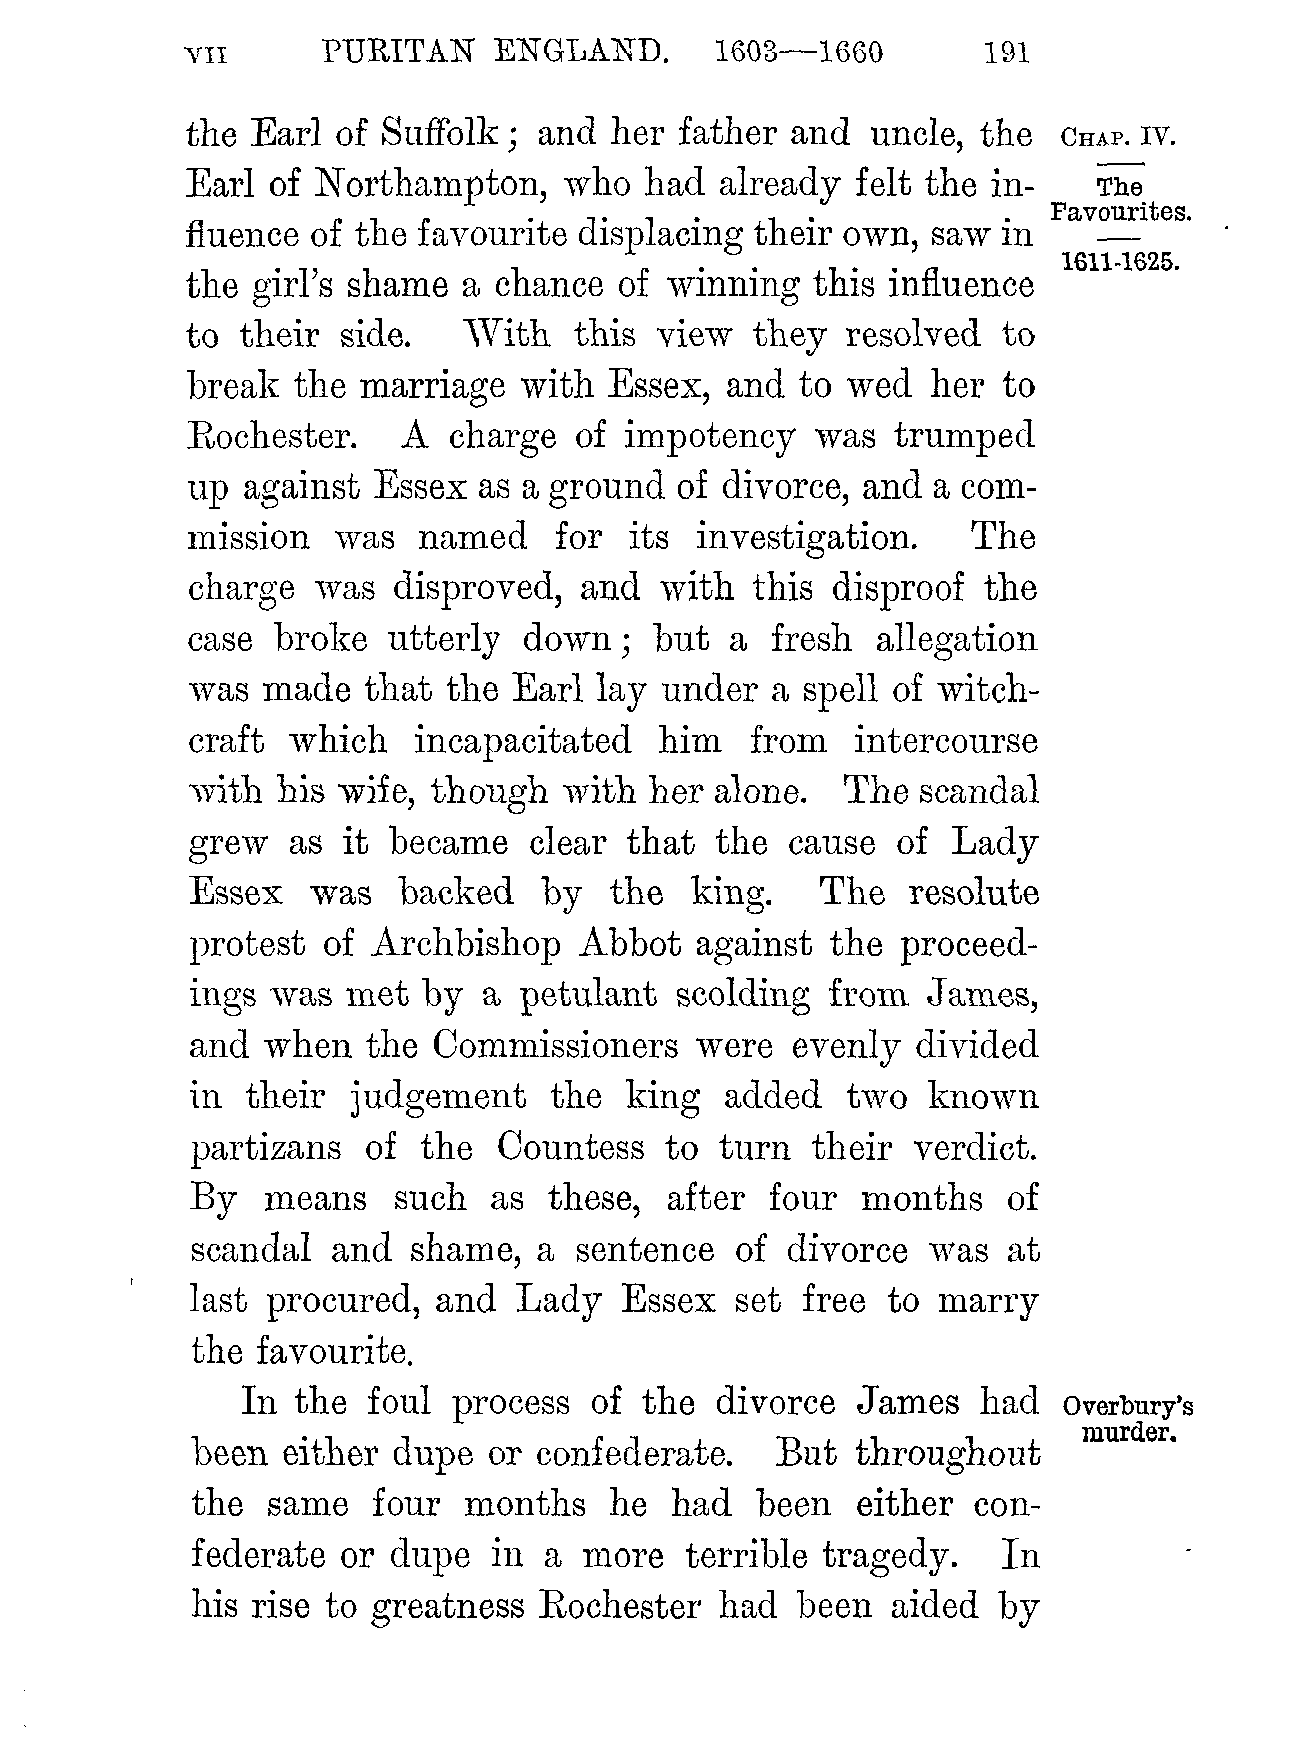 VII PURITAN ENGLAND. 1603—1660 191
the Earl of Suffolk; and her father and uncle, the
Earl of Northampton, who had already felt the in-
fluence of the favourite displacing their own, saw in
the girl's shame a chance of winning this influence
to their side. With this view they resolved to
break the marriage with Essex, and to wed her to
Rochester. A charge of impotency was trumped
up against Essex as a ground of divorce, and a com-
mission was named for its investigation. The
charge was disproved, and with this disproof the
case broke utterly down; but a fresh allegation
was made that the Earl lay under a spell of witch-
craft which incapacitated him from intercourse
with his wife, though with her alone. The scandal
grew as it became clear that the cause of Lady
Essex was backed by the king. The resolute
protest of Archbishop Abbot against the proceed-
ings was met by a petulant scolding from James,
and when the Commissioners were evenly divided
in their judgement the king added two known
partizans of the Countess to turn their verdict.
By means such as these, after four months of
scandal and shame, a sentence of divorce was at
last procured, and Lady Essex set free to marry
the favourite.
In the foul process of the divorce James had
been either dupe or confederate. But throughout
the same four months he had been either con-
federate or dupe in a more terrible tragedy. In
his rise to greatness Rochester had been aided by
CHAP. IV.
The
Favourites.
1611-1625.
Overbury's
murder.